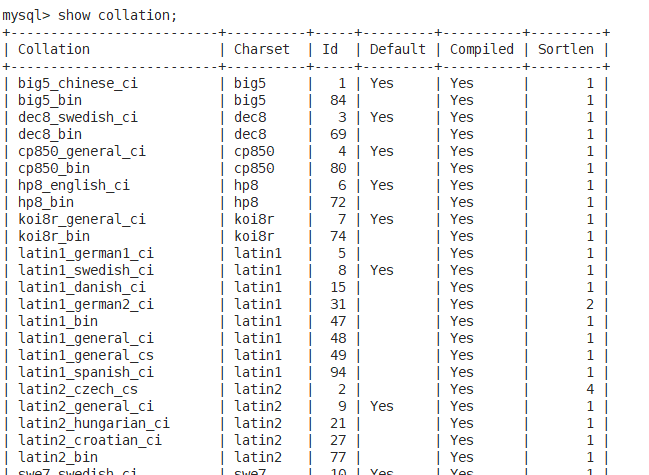 mysql> show collation;
+--------------------------+----------+-----+---------+----------+---------+
| Collation                | Charset  | Id  | Default | Compiled | Sortlen |
+--------------------------+----------+-----+---------+----------+---------+
| big5_chinese_ci          | big5     |   1 | Yes     | Yes      |       1 |
| big5_bin                 | big5     |  84 |         | Yes      |       1 |
| dec8_swedish_ci          | dec8     |   3 | Yes     | Yes      |       1 |
| dec8_bin                 | dec8     |  69 |         | Yes      |       1 |
| cp850_general_ci         | cp850    |   4 | Yes     | Yes      |       1 |
| cp850_bin                | cp850    |  80 |         | Yes      |       1 |
| hp8_english_ci           | hp8      |   6 | Yes     | Yes      |       1 |
| hp8_bin                  | hp8      |  72 |         | Yes      |       1 |
| koi8r_general_ci         | koi8r    |   7 | Yes     | Yes      |       1 |
| koi8r_bin                | koi8r    |  74 |         | Yes      |       1 |
| latin1_german1_ci        | latin1   |   5 |         | Yes      |       1 |
| latin1_swedish_ci        | latin1   |   8 | Yes     | Yes      |       1 |
| latin1_danish_ci         | latin1   |  15 |         | Yes      |       1 |
| latin1_german2_ci        | latin1   |  31 |         | Yes      |       2 |
| latin1_bin               | latin1   |  47 |         | Yes      |       1 |
| latin1_general_ci        | latin1   |  48 |         | Yes      |       1 |
| latin1_general_cs        | latin1   |  49 |         | Yes      |       1 |
| latin1_spanish_ci        | latin1   |  94 |         | Yes      |       1 |
| latin2_czech_cs          | latin2   |   2 |         | Yes      |       4 |
| latin2_general_ci        | latin2   |   9 | Yes     | Yes      |       1 |
| latin2_hungarian_ci      | latin2   |  21 |         | Yes      |       1 |
| latin2_croatian_ci       | latin2   |  27 |         | Yes      |       1 |
| latin2_bin               | latin2   |  77 |         | Yes      |       1 |
| swe7_swedish_ci          | swe7     |  10 | Yes     | Yes      |       1 |